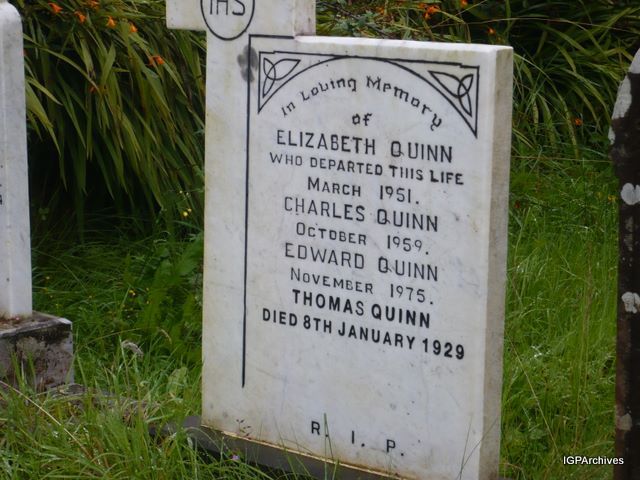 IHS
In Loving Memory
of
ELIZABETH QUINN
WHO DEPARTED THIS LIFE
MARCH 1951.
CHARLES QUINN
OCTOBER 1959.
EDWARD QUINN
NOVEMBER 1975.
THOMAS QUINN
DIED 8TH JANUARY 1929
R. I. P.
IGPArchives